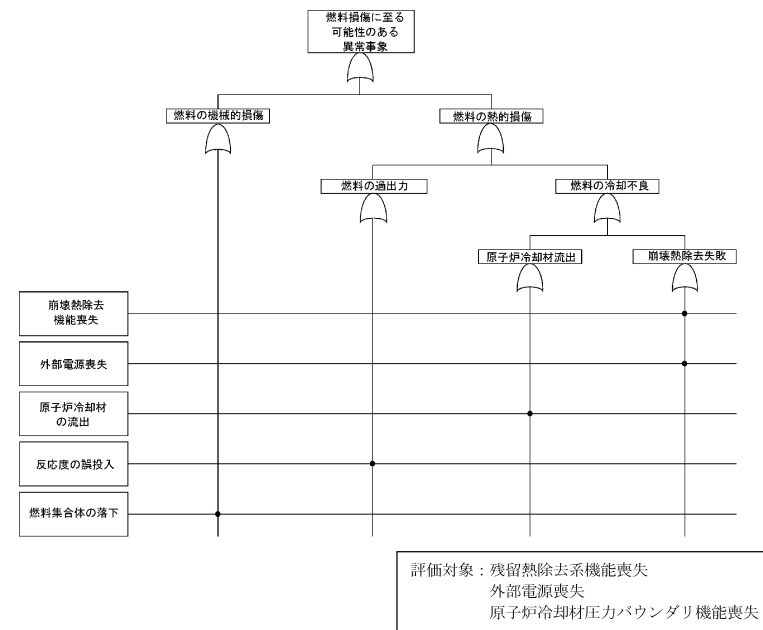 燃料損傷に至る
可能性のある
異常事象
燃料の機械的損傷
燃料の熱的損傷
燃料の過出力
燃料の冷却不良
原子炉冷却材流出
崩壊熱除去失敗
崩壊熱除去
機能喪失
外部電源喪失
原子炉冷却材
の流出
反応度の誤投入
燃料集合体の落下
評価対象：残留熱除去系機能喪失
外部電源喪失
原子炉冷却材圧力バウンダリ機能喪失